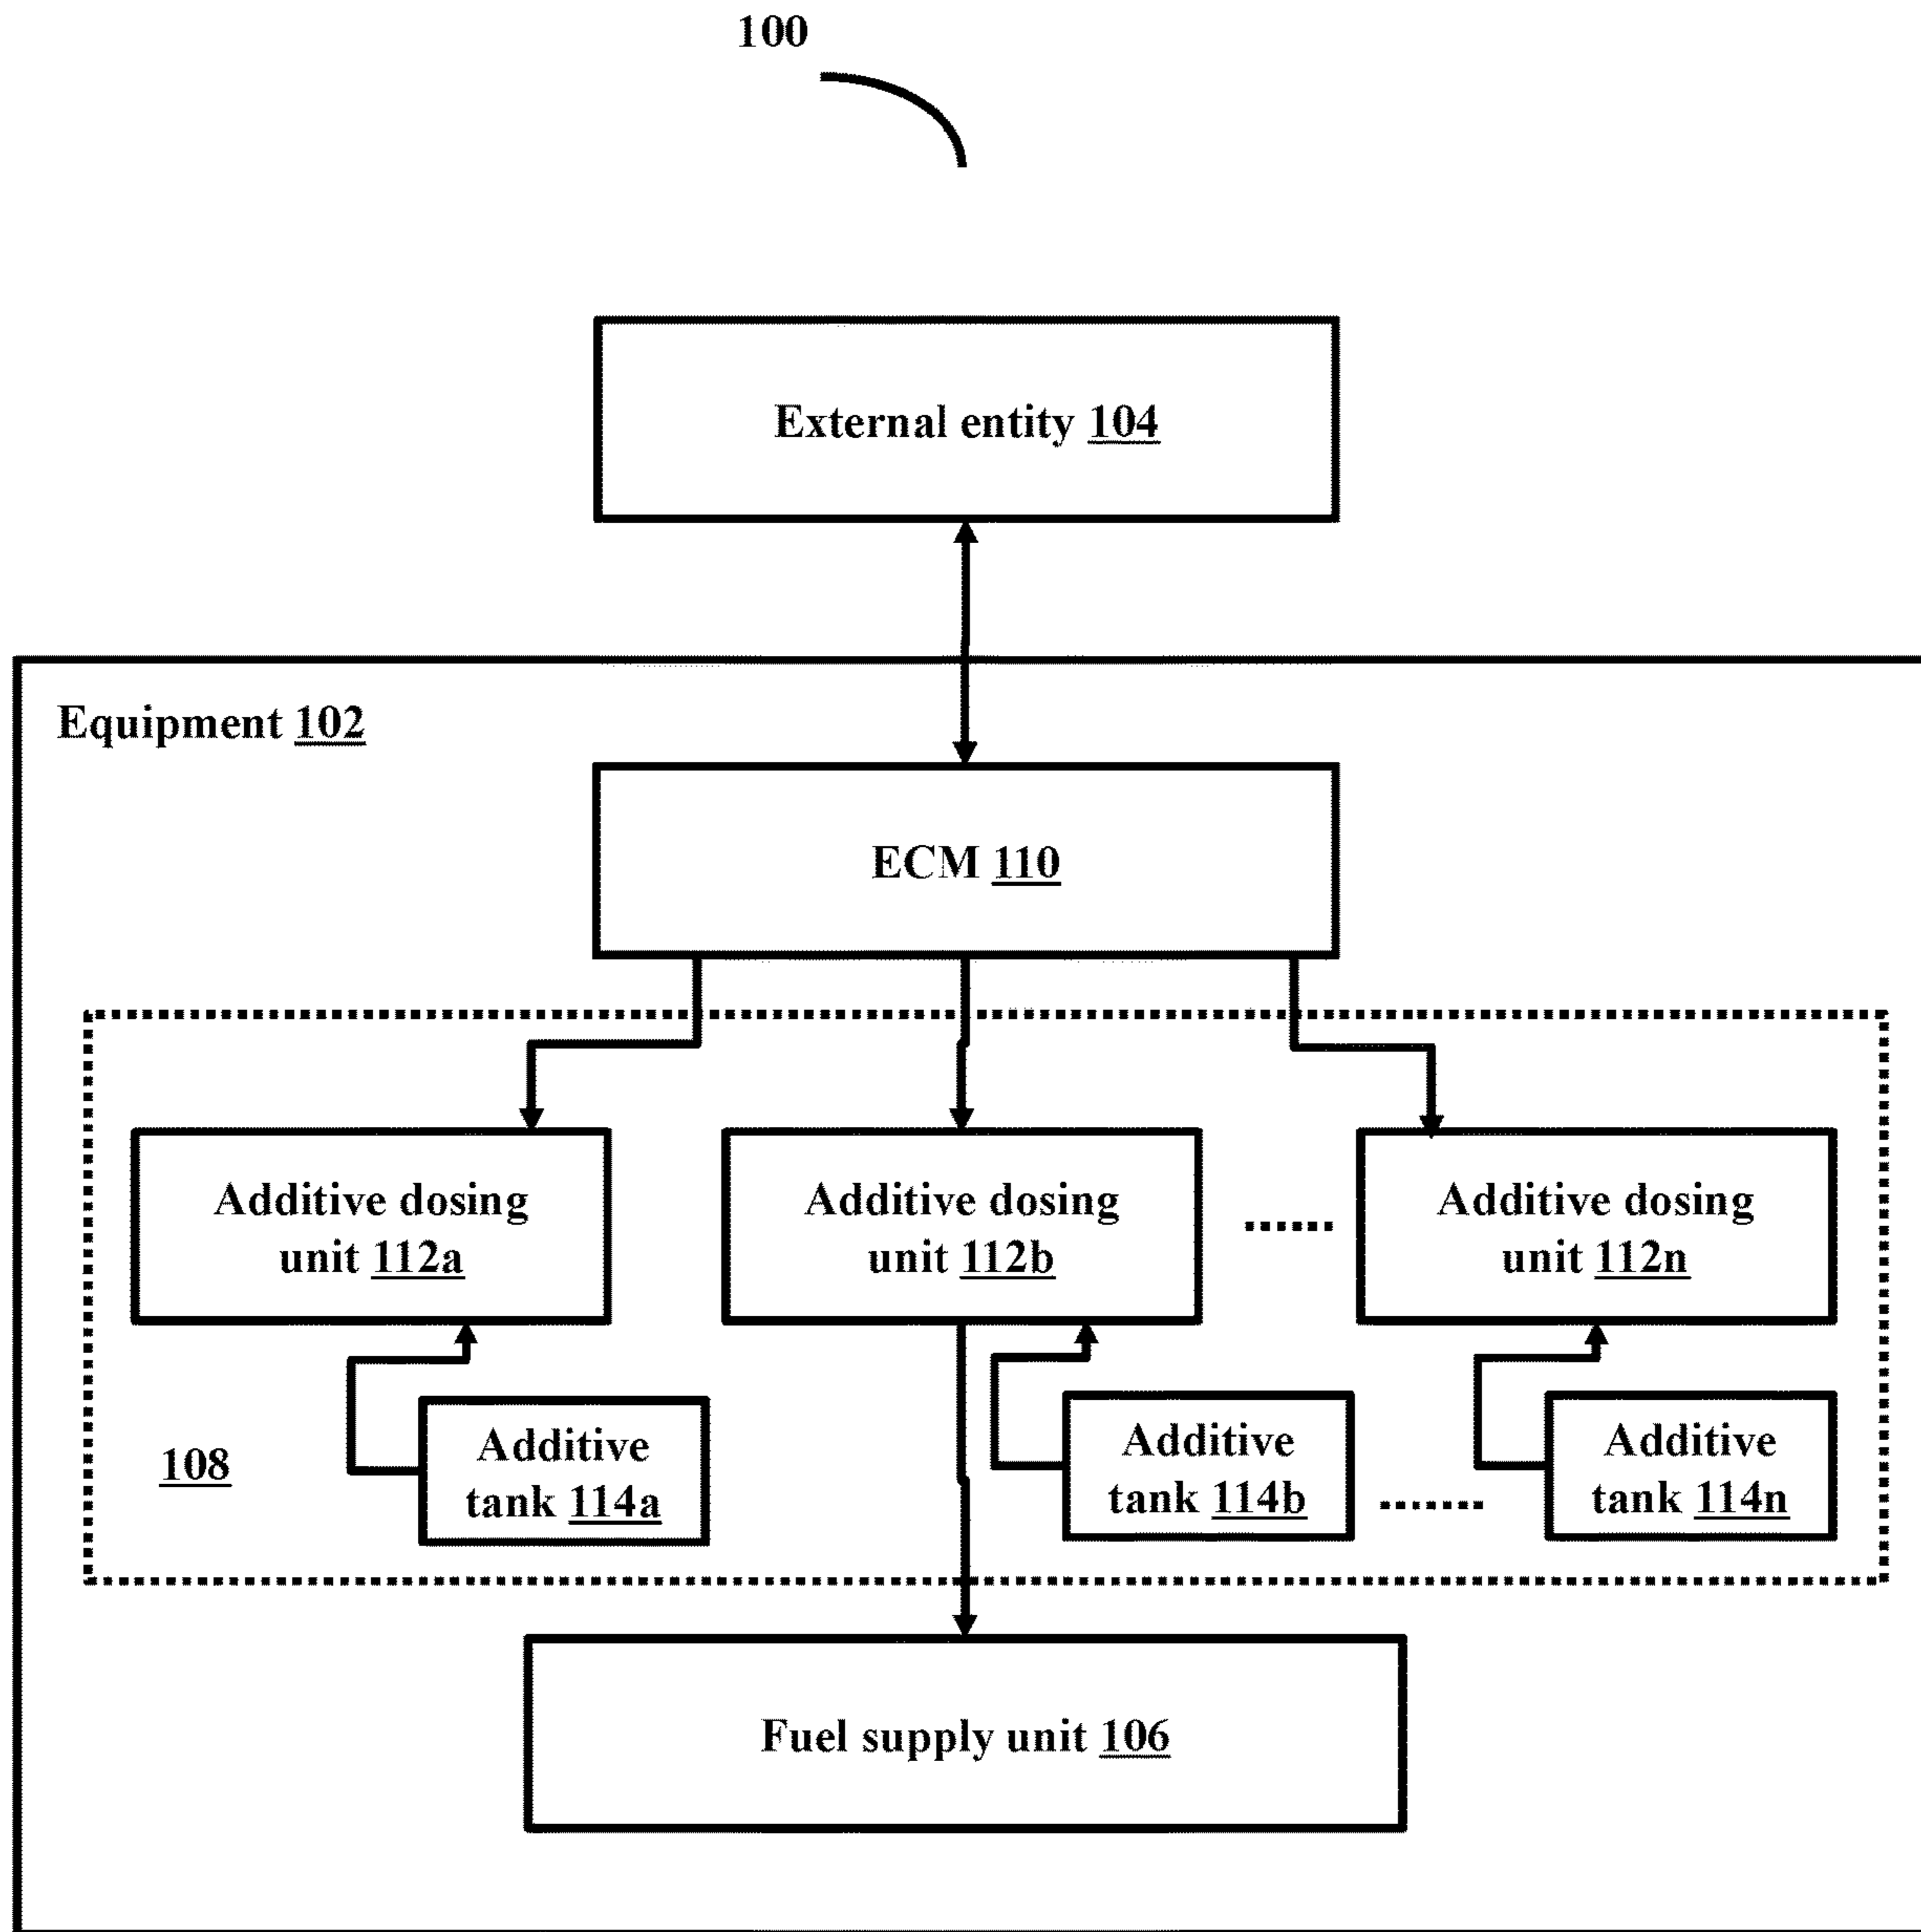 100
External entity 104
Equipment 102
ECM 110
Additive dosing
unit 112a
Additive dosing
unit 112b
Additive dosing
unit 112n
108
Additive
tank 114a
Additive
tank 114b
Additive
tank 114n
Fuel supply unit 106